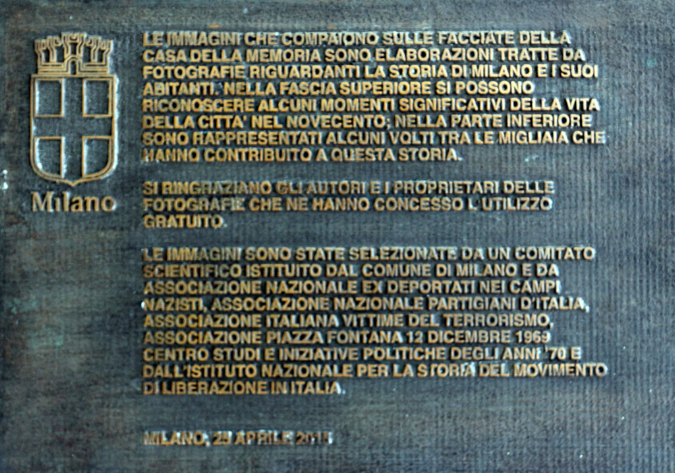 LE IMMAGINI CHE COMPAIONO SULLE FACCIATE DELLA
CASA DELLA MEMORIA SONO ELABORAZIONI TRATTE DA
FOTOGRAFIE RIGUARDANTI LA STORIA DI MILANO E I SUOI
ABITANTI. NELLA FASCIA SUPERIORE SI POSSONO
RICONOSCERE ALCUNI MOMENTI SIGNIFICATIVI DELLA VITA
DELLA CITTA' NEL NOVECENTO; NELLA PARTE INFERIORE
SONO RAPPRESENTATI ALCUNI VOLTI TRA LE MIGLIAIA CHE
HANNO CONTRIBUITO A QUESTA STORIA.
Milano
SI RINGRAZIANO GLI AUTORI E I PROPRIETARI DELLE
FOTOGRAFIE CHE NE HANNO CONCESSO L'UTILIZZO
GRATUITO.
LE IMMAGINI SONO STATE SELEZIONATE DA UN COMITATO
SCIENTIFICO ISTITUITO DAL COMUNE DI MILANO E DA
ASSOCIAZIONE NAZIONALE EX DEPORTATI NEI CAMPI
NAZISTI, ASSOCIAZIONE NAZIONALE PARTIGIANI D'ITALIA,
ASSOCIAZIONE ITALIANA VITTIME DEL TERRORISMO,
ASSOCIAZIONE PIAZZA FONTANA 12 DICEMBRE 1969
CENTRO STUDI E INIZIATIVE POLITICHE DEGLI ANNI '70 E
DALL'ISTITUTO NAZIONALE PER LA STORIA DEL MOVIMENTO
DI LIBERAZIONE IN ITALIA.
MILANO, 25 APRILE 2015